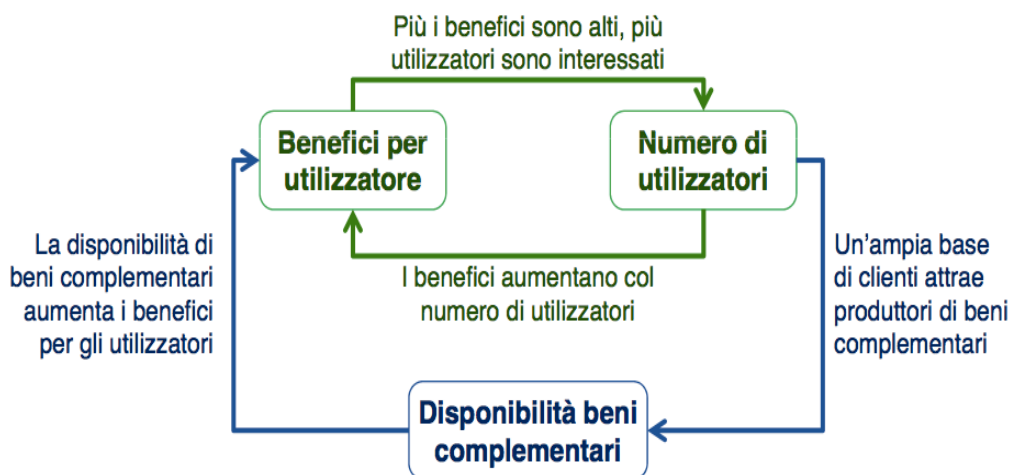 Più i benefici sono alti, più
utilizzatori sono interessati
Benefici per
utilizzatore
Numero di
utilizzatori
La disponibilità di
beni complementari
aumenta i benefici
per gli utilizzatori
I benefici aumentano col
numero di utilizzatori
Un'ampia base
di clienti attrae
produttori di beni
complementari
Disponibilità beni
complementari